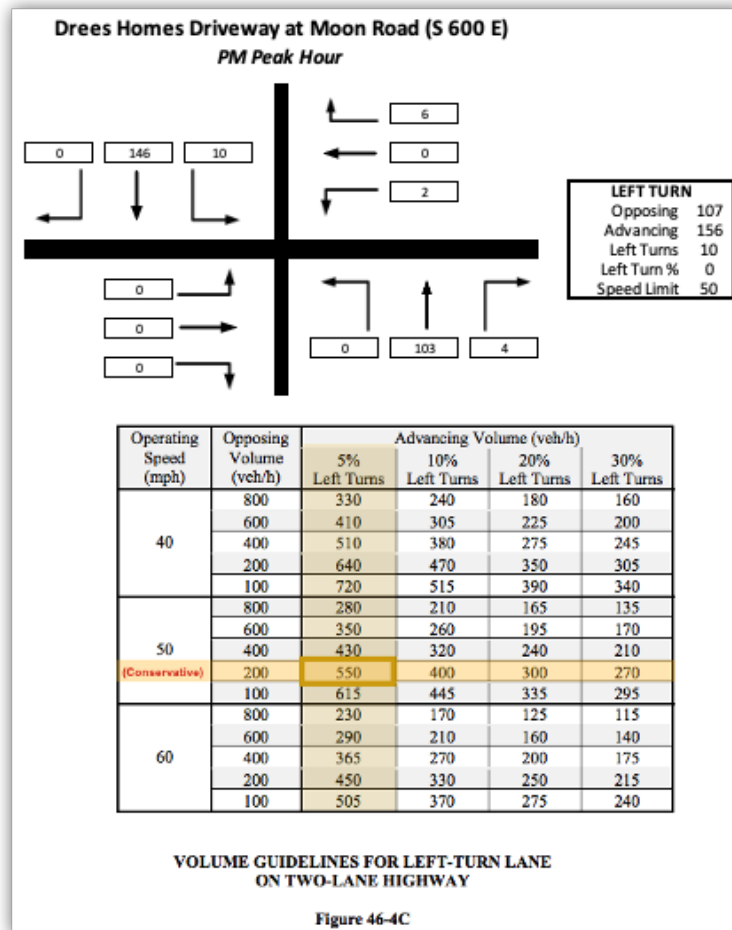 Drees Homes Driveway at Moon Road (S 600 E)
PM Peak Hour
6
0 146 10 0
2
LEFT TURN
Opposing 107
Advancing 156
Left Turns 10
Left Turn % 0
Speed Limit 50
0
0
0
0 103 4
Operating Speed (mph) Opposing Volume (veh/h) Advancing Volume (veh/h)
5% Left Turns 10% Left Turns 20% Left Turns 30% Left Turns
40
800 330 240 180 160
600 410 305 225 200
400 510 380 275 245
200 640 470 350 305
100 720 515 390 340
50
(Conservative)
800 280 210 165 135
600 350 260 195 170
400 430 320 240 210
200 550 400 300 270
100 615 445 335 295
60
800 230 170 125 115
600 290 210 160 140
400 365 270 200 175
200 450 330 250 215
100 505 370 275 240
VOLUME GUIDELINES FOR LEFT-TURN LANE
ON TWO-LANE HIGHWAY
Figure 46-4C